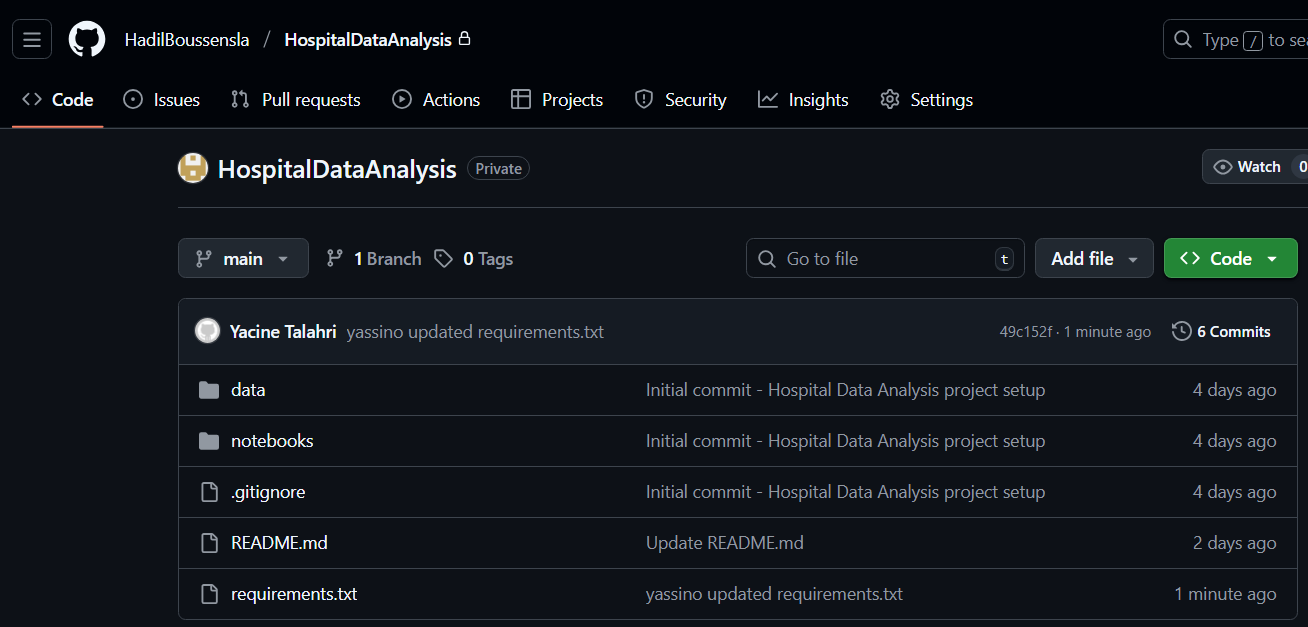 HadilBoussensla / HospitalDataAnalysis
Type / to sea
Code Issues Pull requests Actions Projects Security Insights Settings
HospitalDataAnalysis Private
Watch 0
main 1 Branch 0 Tags Go to file t Add file Code
Yacine Talahri yassino updated requirements.txt 49c152f · 1 minute ago 6 Commits
data Initial commit - Hospital Data Analysis project setup 4 days ago
notebooks Initial commit - Hospital Data Analysis project setup 4 days ago
.gitignore Initial commit - Hospital Data Analysis project setup 4 days ago
README.md Update README.md 2 days ago
requirements.txt yassino updated requirements.txt 1 minute ago